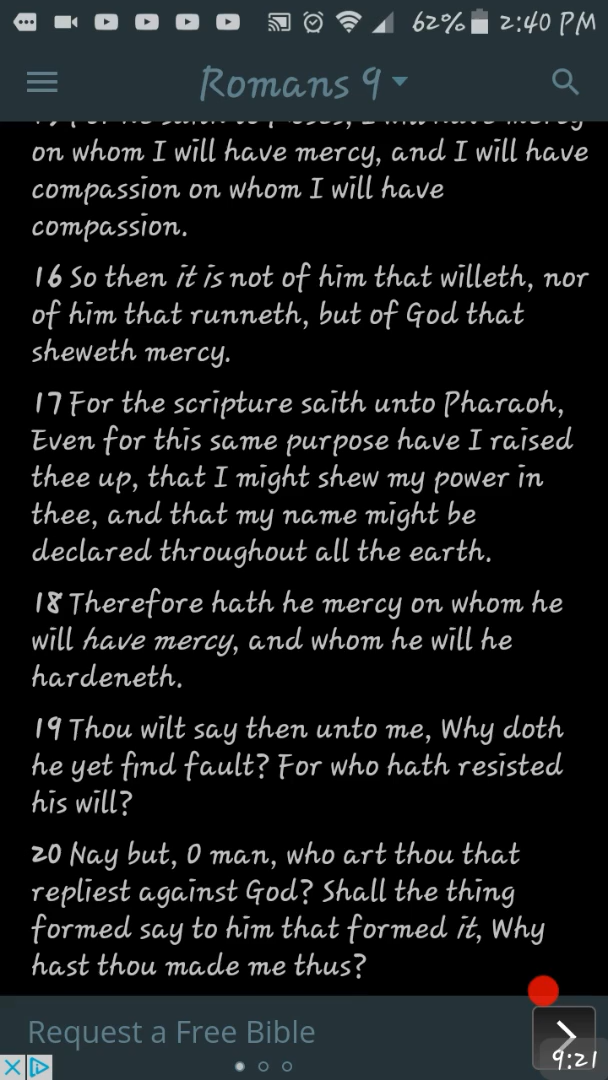 62% 2:40 PM
Romans 9
on whom I will have mercy, and I will have
compassion on whom I will have
compassion.
16 So then it is not of him that willeth, nor
of him that runneth, but of God that
sheweth mercy.
17 For the scripture saith unto Pharaoh,
Even for this same purpose have I raised
thee up, that I might shew my power in
thee, and that my name might be
declared throughout all the earth.
18 Therefore hath he mercy on whom he
will have mercy, and whom he will he
hardeneth.
19 Thou wilt say then unto me, Why doth
he yet find fault? For who hath resisted
his will?
20 Nay but, O man, who art thou that
repliest against God? Shall the thing
formed say to him that formed it, Why
hast thou made me thus?
Request a Free Bible
9:21